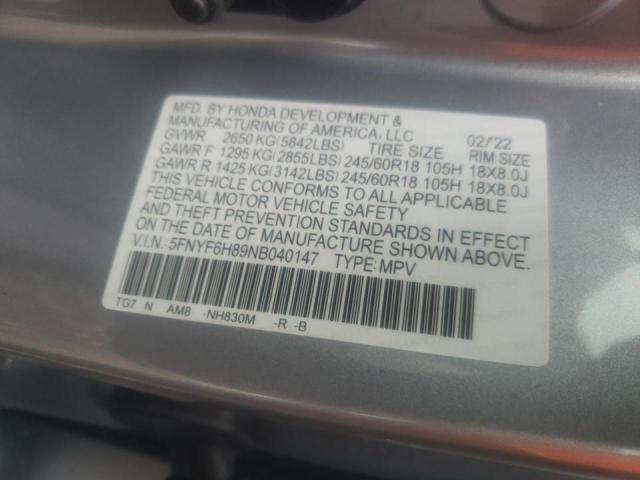 MFD. BY HONDA DEVELOPMENT &
MANUFACTURING OF AMERICA, LLC 02/'22
GVWR 2650 KG(5842LBS) TIRE SIZE RIM SIZE
GAWR F 1295 KG(2855LBS) 245/60R18 105H 18X8.0J
GAWR R 1425 KG(3142LBS) 245/60R18 105H 18X8.0J
THIS VEHICLE CONFORMS TO ALL APPLICABLE
FEDERAL MOTOR VEHICLE SAFETY
AND THEFT PREVENTION STANDARDS IN EFFECT
ON THE DATE OF MANUFACTURE SHOWN ABOVE.
V.I.N.:5FNYF6H89NB040147 TYPE:MPV
TG7 N AM8 -NH830M -R -B